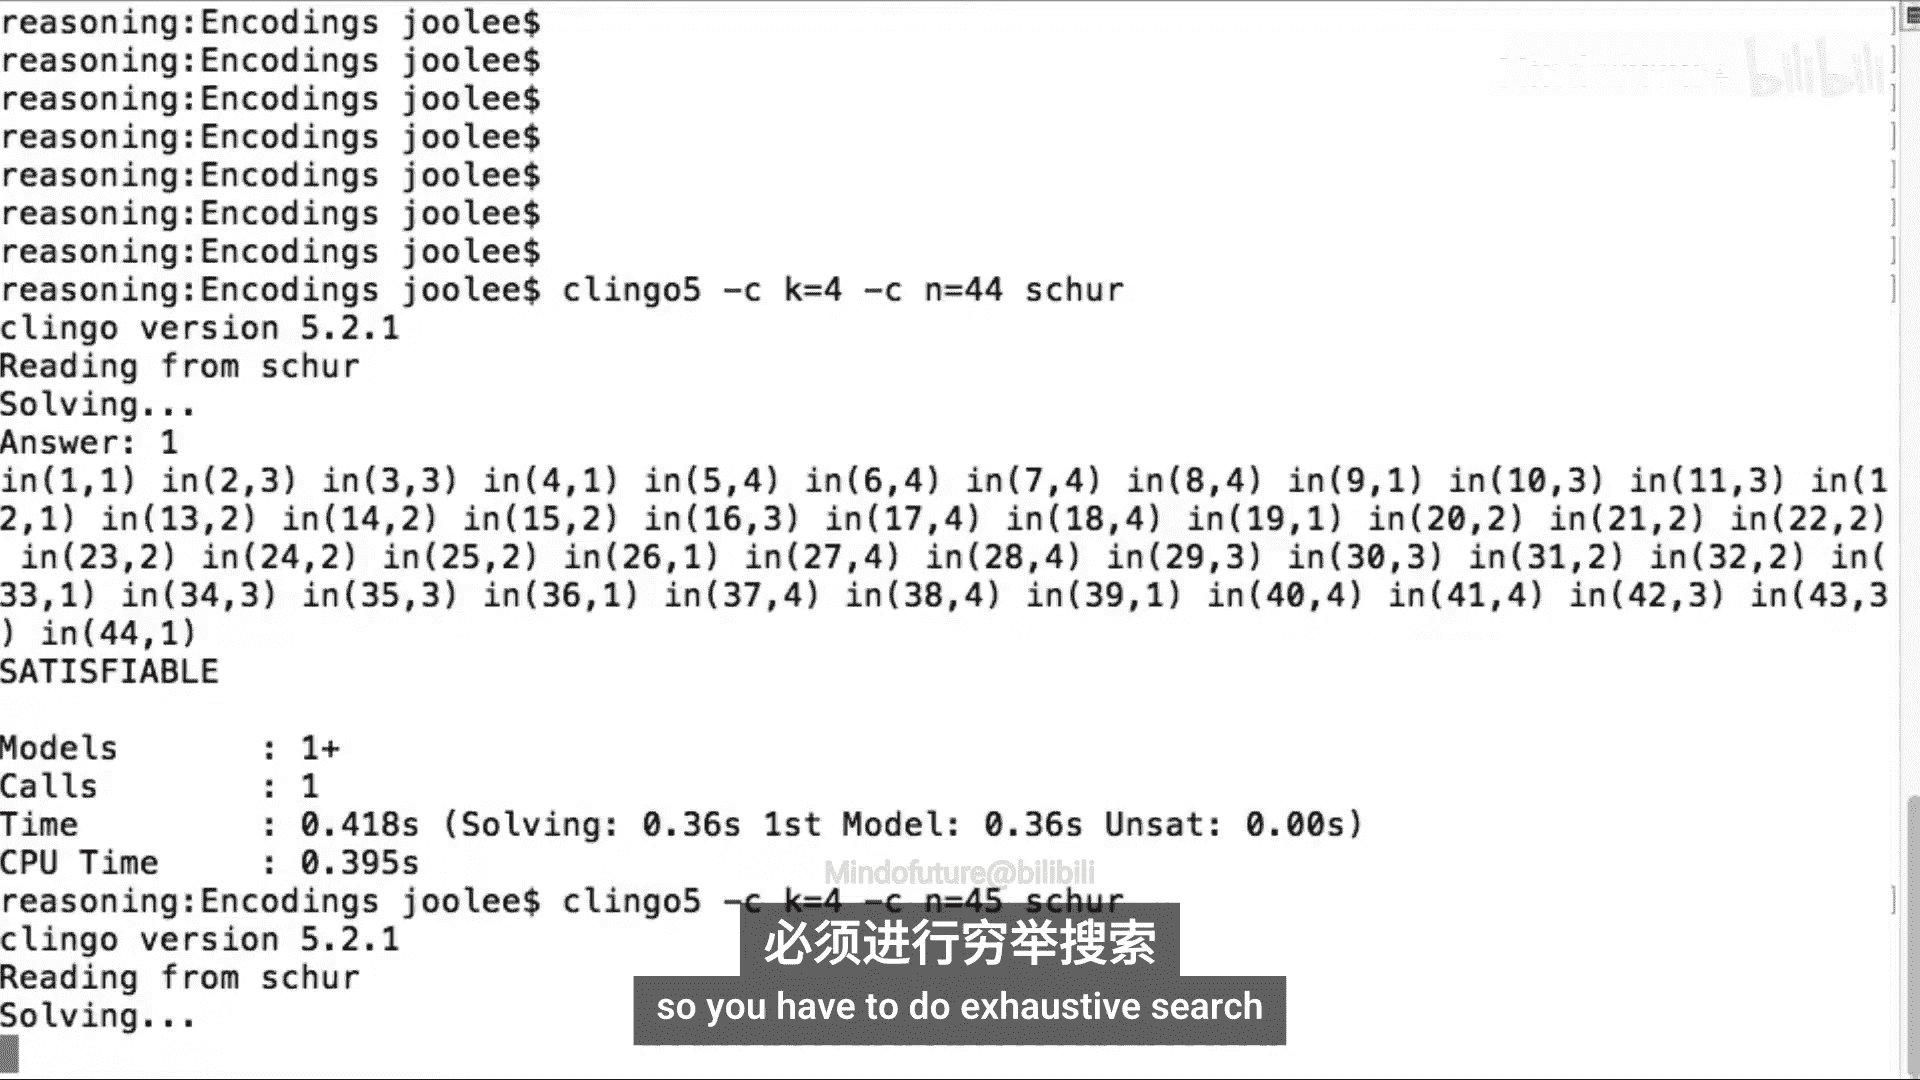 reasoning:Encodings joolee$
reasoning:Encodings joolee$
reasoning:Encodings joolee$
reasoning:Encodings joolee$
reasoning:Encodings joolee$
reasoning:Encodings joolee$
reasoning:Encodings joolee$
reasoning:Encodings joolee$ clingo5 -c k=4 -c n=44 schur
clingo version 5.2.1
Reading from schur
Solving...
Answer: 1
in(1,1) in(2,3) in(3,3) in(4,1) in(5,4) in(6,4) in(7,4) in(8,4) in(9,1) in(10,3) in(11,3) in(1
2,1) in(13,2) in(14,2) in(15,2) in(16,3) in(17,4) in(18,4) in(19,1) in(20,2) in(21,2) in(22,2)
in(23,2) in(24,2) in(25,2) in(26,1) in(27,4) in(28,4) in(29,3) in(30,3) in(31,2) in(32,2) in(
33,1) in(34,3) in(35,3) in(36,1) in(37,4) in(38,4) in(39,1) in(40,4) in(41,4) in(42,3) in(43,3
) in(44,1)
SATISFIABLE
Models : 1+
Calls : 1
Time : 0.418s (Solving: 0.36s 1st Model: 0.36s Unsat: 0.00s)
CPU Time : 0.395s
Mindofuture@bilibili
reasoning:Encodings joolee$ clingo5 -c k=4 -c n=45 schur
clingo version 5.2.1
Reading from schur
Solving...
必须进行穷举搜索
so you have to do exhaustive search
bilibili